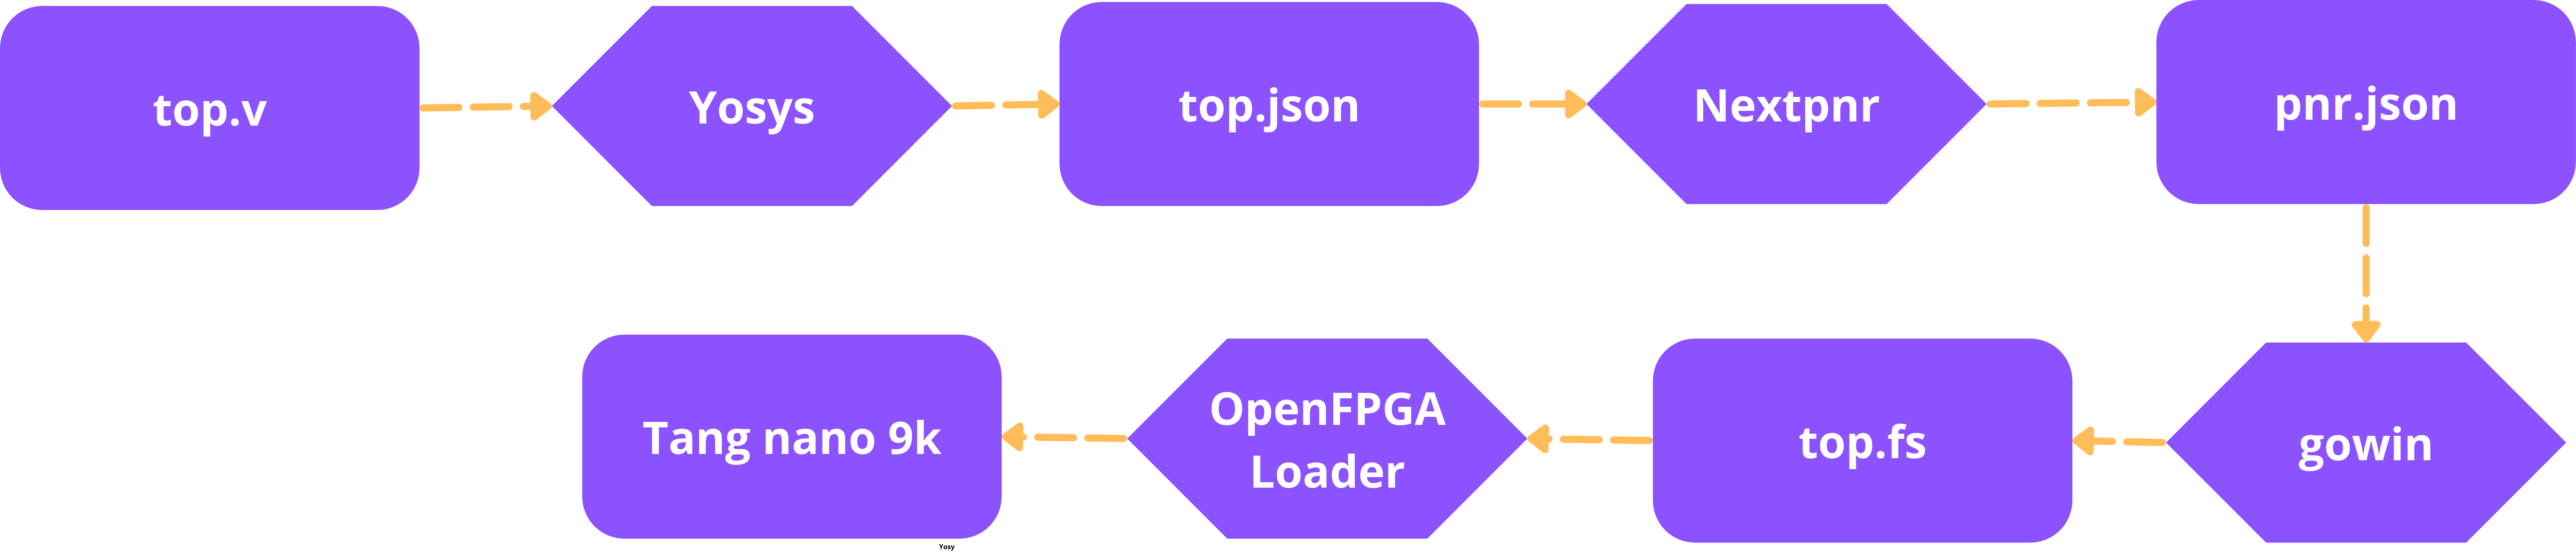 top.v
Yosys
top.json
Nextpnr
pnr.json
Tang nano 9k
OpenFPGA
Loader
top.fs
gowin
Yosy